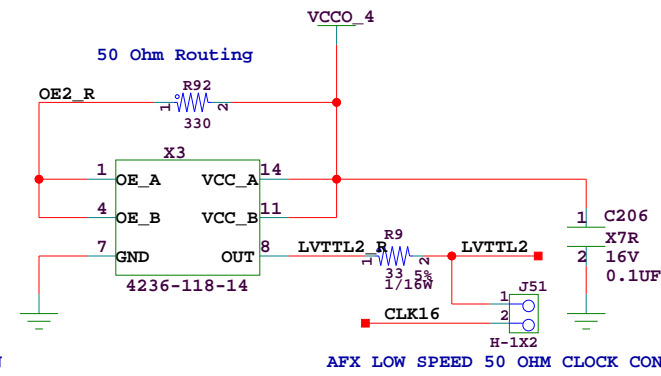 VCCO_4
50 Ohm Routing
OE2_R
R92
1
2
330
X3
1
OE_A
VCC_A
14
4
OE_B
VCC_B
11
7
GND
OUT
8
4236-118-14
LVTTL2_R
R9
1
2
33
5%
1/16W
LVTTL2
C206
1
X7R
2
16V
0.1UF
J51
1
2
CLK16
H-1X2
AFX LOW SPEED 50 OHM CLOCK CON